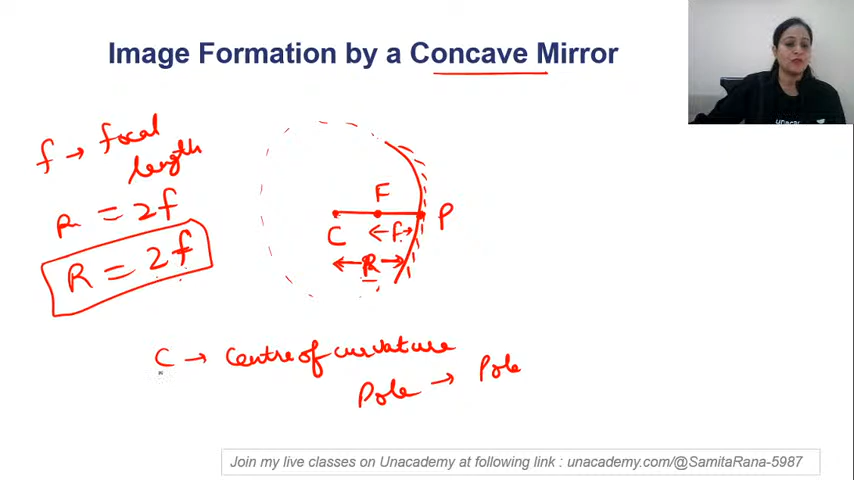 Image Formation by a Concave Mirror
f → focal
length
R = 2f
R = 2f
F
C
P
f
R
C → Centre of curvature
Pole → Pole
Join my live classes on Unacademy at following link : unacademy.com/@SamitaRana-5987